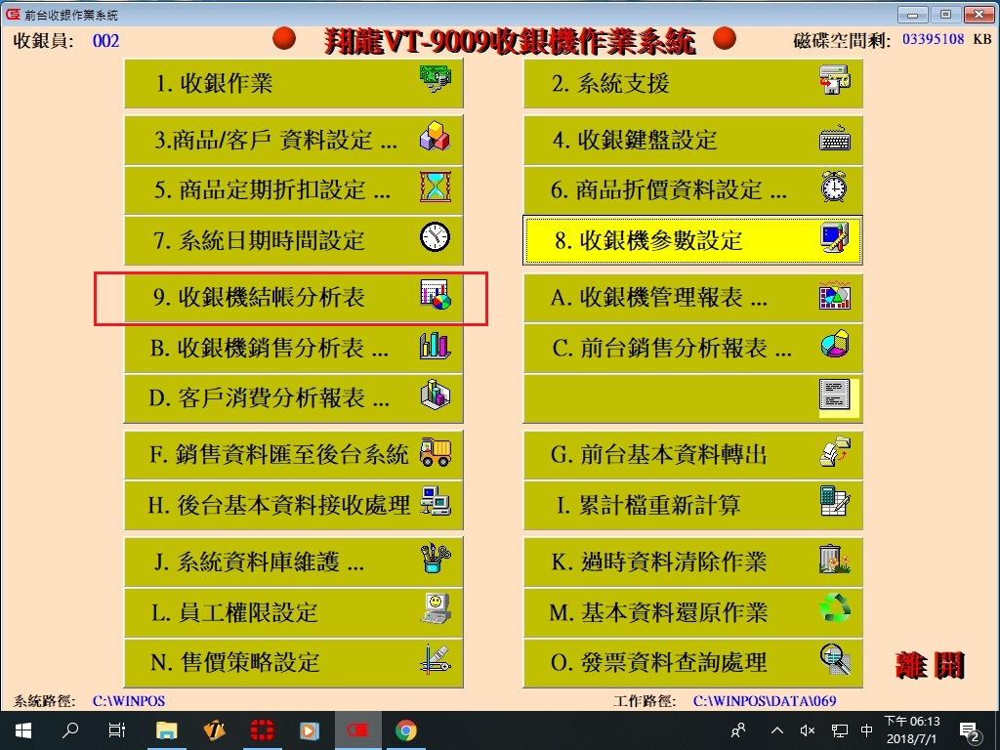 前台收銀作業系統
收銀員: 002
翔龍VT-9009收銀機作業系統
磁碟空間剩: 03395108 KB
1. 收銀作業
2. 系統支援
3.商品/客戶 資料設定 ...
4. 收銀鍵盤設定
5. 商品定期折扣設定 ...
6. 商品折價資料設定 ...
7. 系統日期時間設定
8. 收銀機參數設定
9. 收銀機結帳分析表
A. 收銀機管理報表 ...
B. 收銀機銷售分析表 ...
C. 前台銷售分析報表 ...
D. 客戶消費分析報表 ...
F. 銷售資料匯至後台系統
G. 前台基本資料轉出
H. 後台基本資料接收處理
I. 累計檔重新計算
J. 系統資料庫維護 ...
K. 過時資料清除作業
L. 員工權限設定
M. 基本資料還原作業
N. 售價策略設定
O. 發票資料查詢處理
離 開
系統路徑: C:\WINPOS
工作路徑: C:\WINPOS\DATA\069
中
下午 06:13
2018/7/1
2